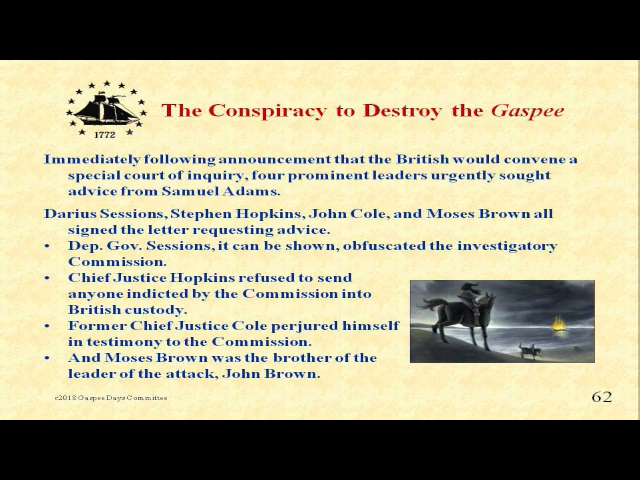 1772
The Conspiracy to Destroy the Gaspee
Immediately following announcement that the British would convene a
special court of inquiry, four prominent leaders urgently sought
advice from Samuel Adams.
Darius Sessions, Stephen Hopkins, John Cole, and Moses Brown all
signed the letter requesting advice.
• Dep. Gov. Sessions, it can be shown, obfuscated the investigatory
Commission.
• Chief Justice Hopkins refused to send
anyone indicted by the Commission into
British custody.
• Former Chief Justice Cole perjured himself
in testimony to the Commission.
• And Moses Brown was the brother of the
leader of the attack, John Brown.
c2018 Gaspee Days Committee
62